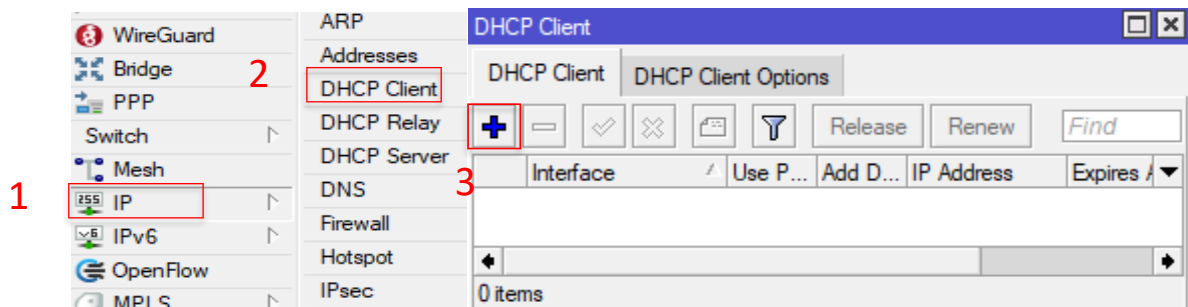 WireGuard
Bridge
PPP
Switch
Mesh
1
255 IP
v6 IPv6
OpenFlow
MPLS
2
ARP
Addresses
DHCP Client
DHCP Relay
DHCP Server
DNS
Firewall
Hotspot
IPsec
3
DHCP Client
DHCP Client DHCP Client Options
Release Renew Find
Interface Use P... Add D... IP Address Expires A
0 items